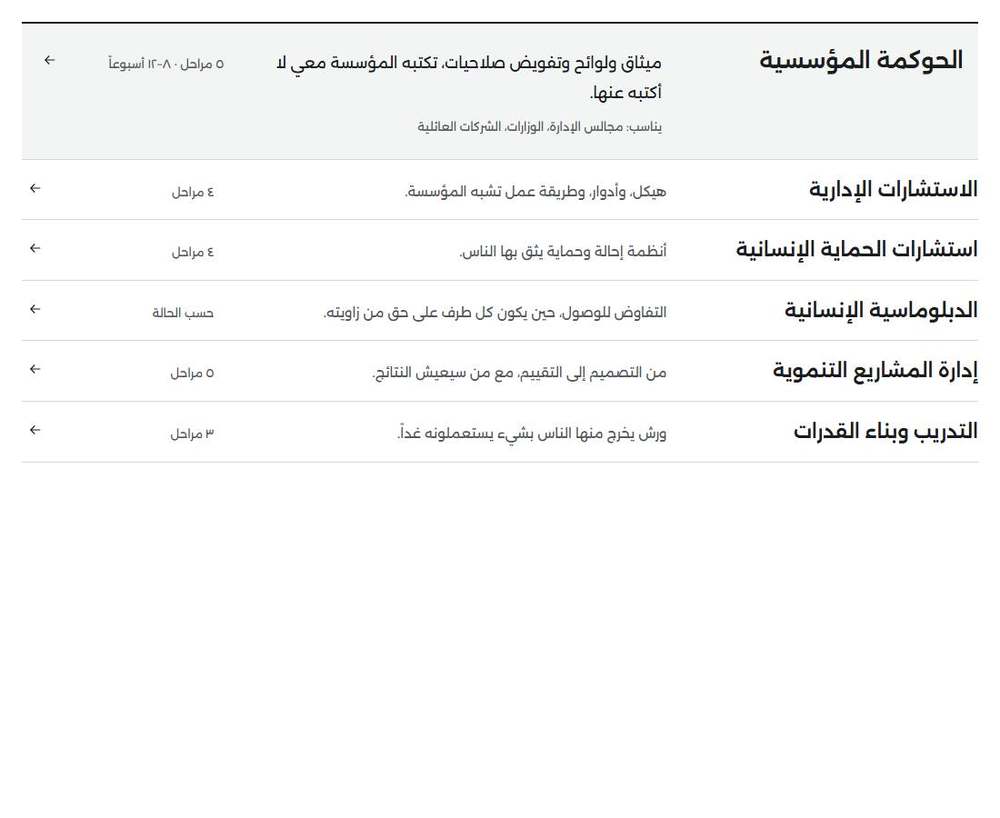 الحوكمة المؤسسية
ميثاق ولوائح وتفويض صلاحيات، تكتبه المؤسسة معي لا
أكتبه عنها.
يناسب: مجالس الإدارة، الوزارات، الشركات العائلية
٥ مراحل · ٨–١٢ أسبوعاً
←
الاستشارات الإدارية
هيكل، وأدوار، وطريقة عمل تشبه المؤسسة.
٤ مراحل
←
استشارات الحماية الإنسانية
أنظمة إحالة وحماية يثق بها الناس.
٤ مراحل
←
الدبلوماسية الإنسانية
التفاوض للوصول، حين يكون كل طرف على حق من زاويته.
حسب الحالة
←
إدارة المشاريع التنموية
من التصميم إلى التقييم، مع من سيعيش النتائج.
٥ مراحل
←
التدريب وبناء القدرات
ورش يخرج منها الناس بشيء يستعملونه غداً.
٣ مراحل
←